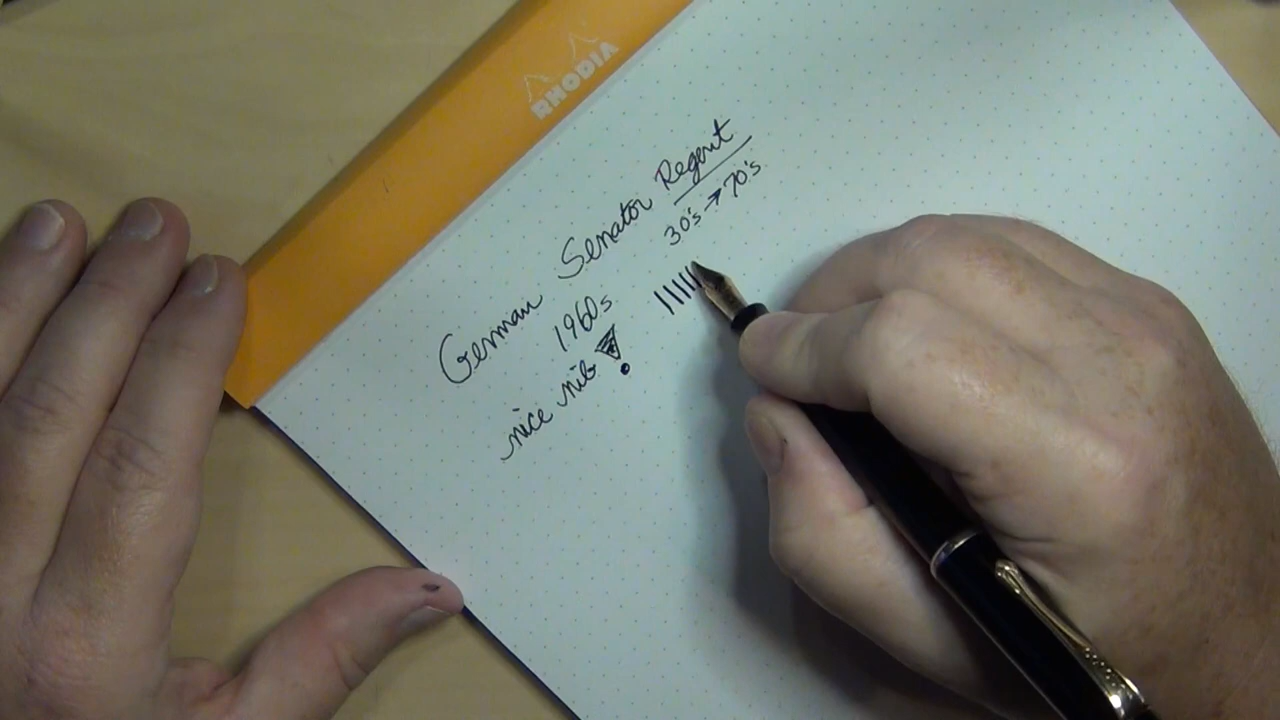 RHODIA
German Senator Regent
30's → 70's
1960s
nice nib!